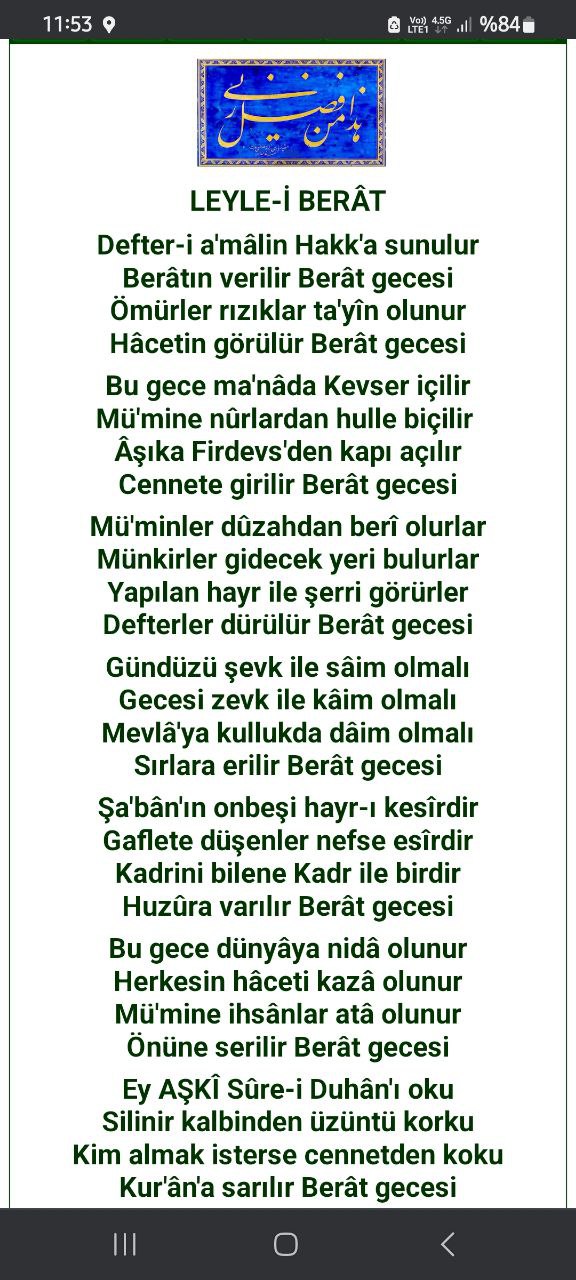 11:53
Vo)) 4.5G
LTE1
%84
هذا من فضل ربی
LEYLE-İ BERÂT
Defter-i a'mâlin Hakk'a sunulur
Berâtın verilir Berât gecesi
Ömürler rızıklar ta'yîn olunur
Hâcetin görülür Berât gecesi
Bu gece ma'nâda Kevser içilir
Mü'mine nûrlardan hulle biçilir
Âşıka Firdevs'den kapı açılır
Cennete girilir Berât gecesi
Mü'minler dûzahdan berî olurlar
Münkirler gidecek yeri bulurlar
Yapılan hayr ile şerri görürler
Defterler dürülür Berât gecesi
Gündüzü şevk ile sâim olmalı
Gecesi zevk ile kâim olmalı
Mevlâ'ya kullukda dâim olmalı
Sırlara erilir Berât gecesi
Şa'bân'ın onbeşi hayr-ı kesîrdir
Gaflete düşenler nefse esîrdir
Kadrini bilene Kadr ile birdir
Huzûra varılır Berât gecesi
Bu gece dünyâya nidâ olunur
Herkesin hâceti kazâ olunur
Mü'mine ihsânlar atâ olunur
Önüne serilir Berât gecesi
Ey AŞKÎ Sûre-i Duhân'ı oku
Silinir kalbinden üzüntü korku
Kim almak isterse cennetden koku
Kur'ân'a sarılır Berât gecesi